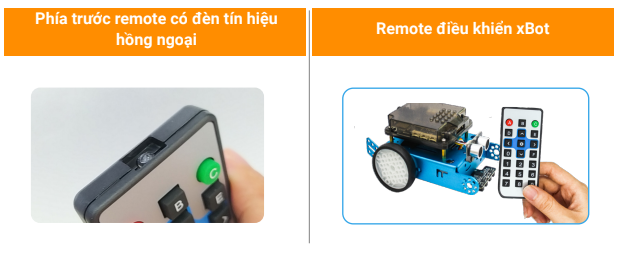 Phía trước remote có đèn tín hiệu
hồng ngoại
Remote điều khiển xBot
B
E
C